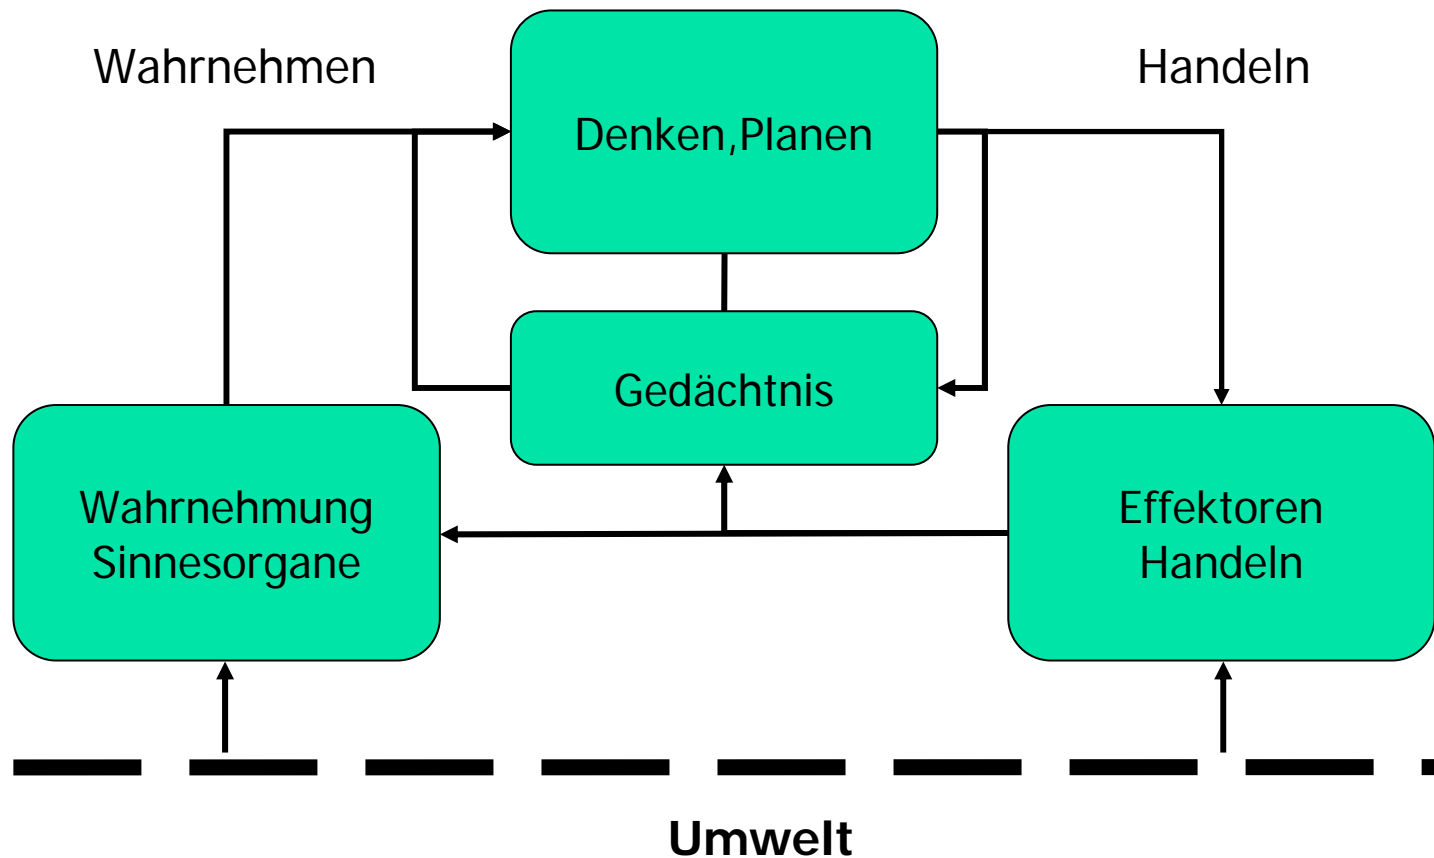 Wahrnehmen
Handeln
Denken,Planen
Gedächtnis
Wahrnehmung
Sinnesorgane
Effektoren
Handeln
Umwelt